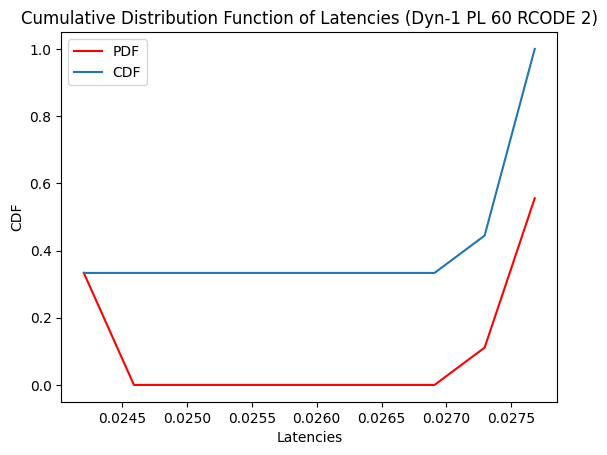 Cumulative Distribution Function of Latencies (Dyn-1 PL 60 RCODE 2)
PDF
CDF
1.0
0.8
0.6
0.4
0.2
0.0
CDF
0.0245 0.0250 0.0255 0.0260 0.0265 0.0270 0.0275
Latencies